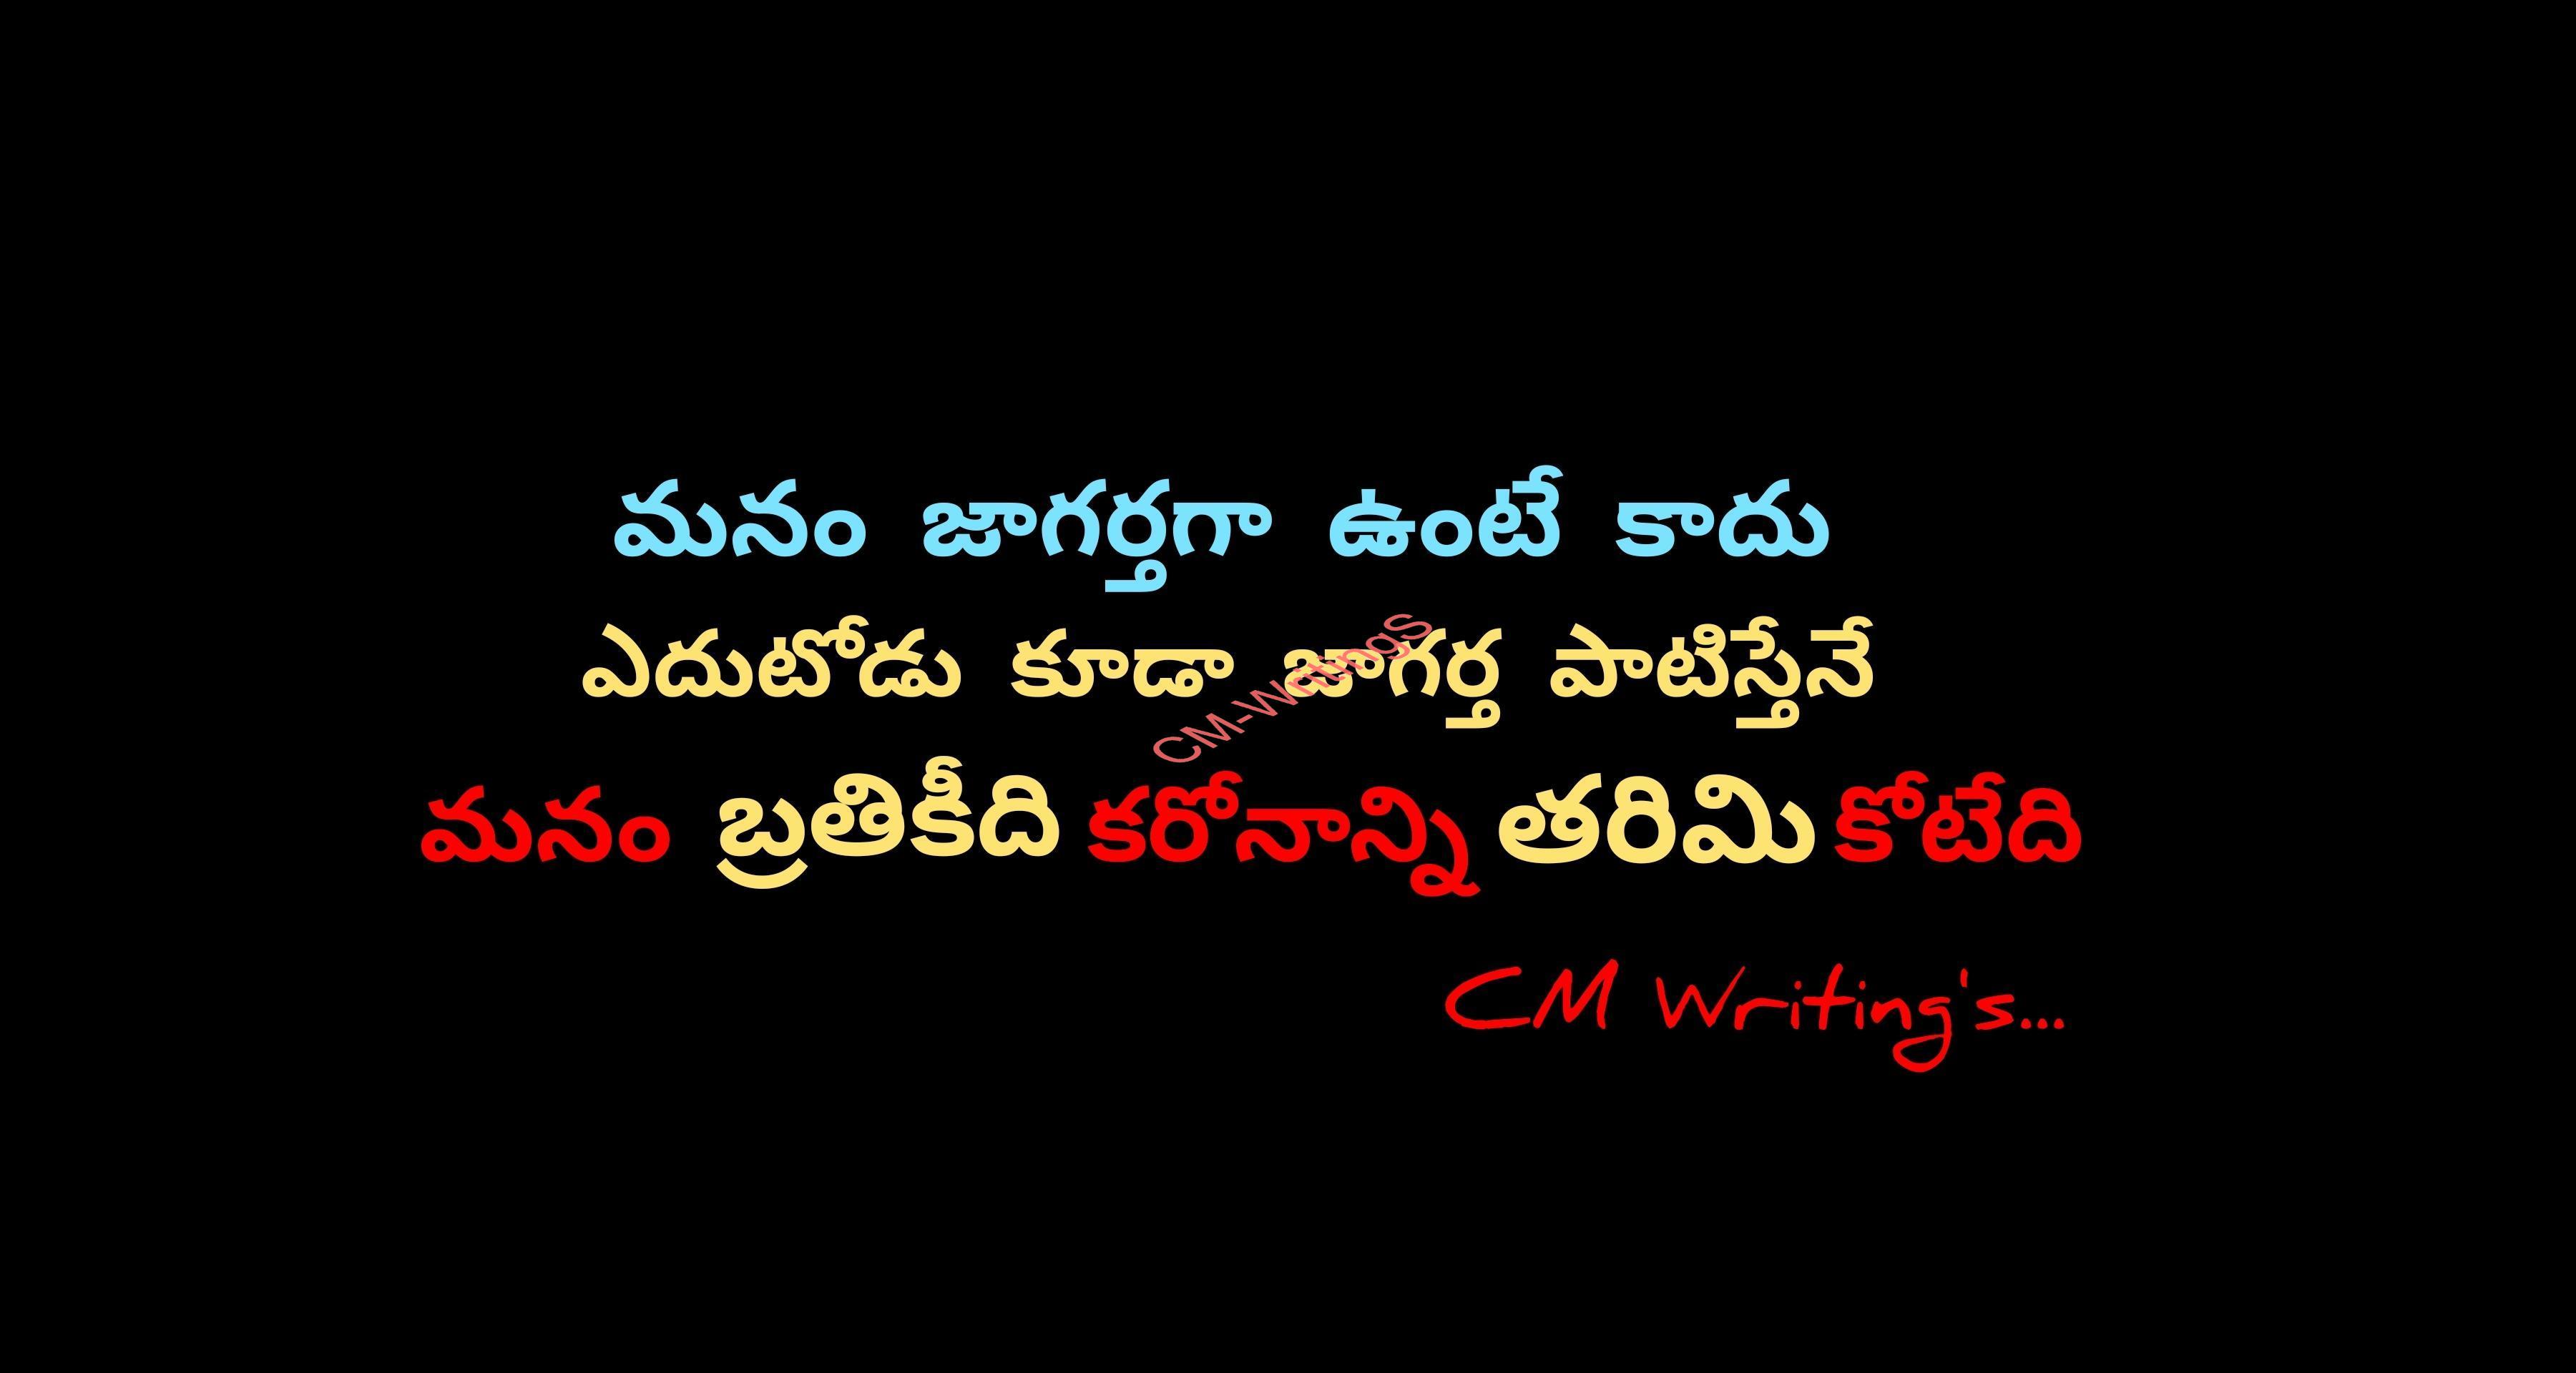 మనం జాగర్తగా ఉంటే కాదు
ఎదుటోడు కూడా జాగర్త పాటిస్తేనే
CM-Writings
మనం బ్రతికీది కరోనాన్ని తరిమి కోటేది
CM Writing's...